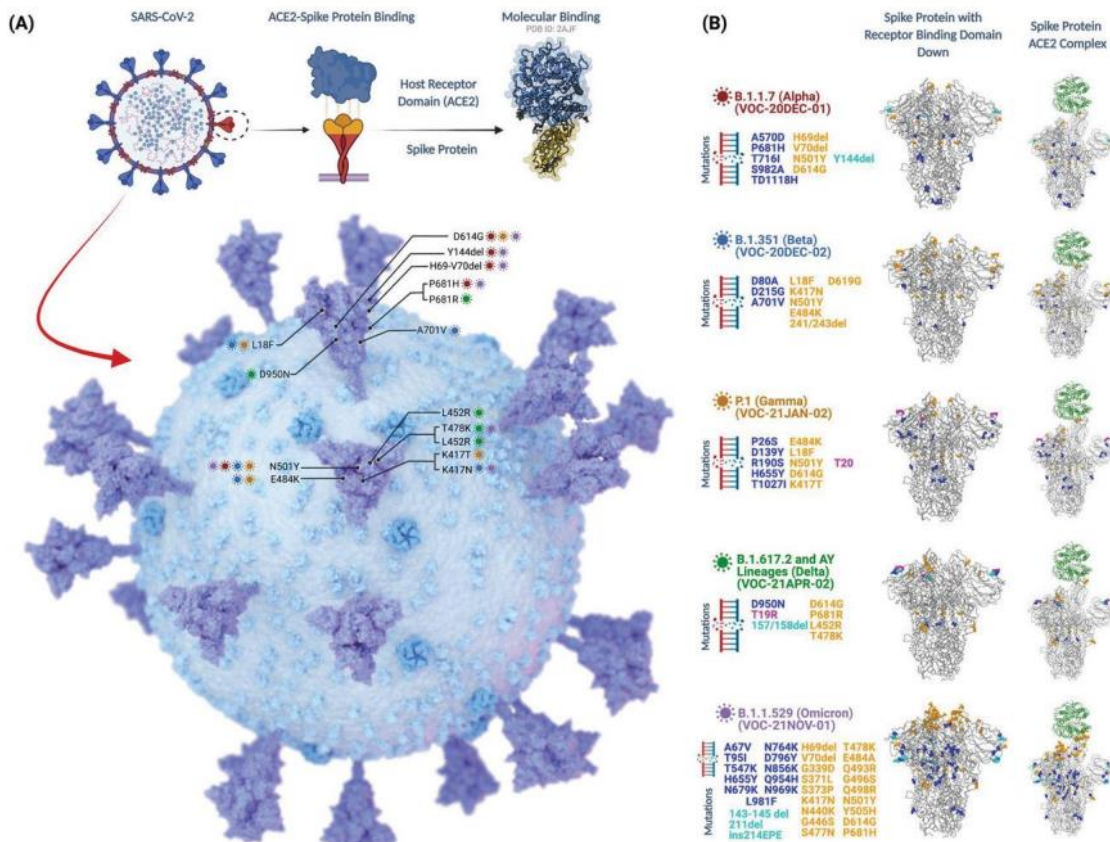 (A)
SARS-CoV-2
ACE2-Spike Protein Binding
Molecular Binding
PDB ID: 2AJF
Host Receptor
Domain (ACE2)
Spike Protein
D614G
Y144del
H69-V70del
P681H
P681R
A701V
L18F
D950N
L452R
T478K
L452R
K417T
K417N
N501Y
E484K
(B)
Spike Protein with
Receptor Binding Domain
Down
Spike Protein
ACE2 Complex
B.1.1.7 (Alpha)
(VOC-20DEC-01)
Mutations
A570D H69del
P681H V70del
T716I N501Y Y144del
S982A D614G
TD1118H
B.1.351 (Beta)
(VOC-20DEC-02)
Mutations
D80A L18F D619G
D215G K417N
A701V N501Y
E484K
241/243del
P.1 (Gamma)
(VOC-21JAN-02)
Mutations
P26S E484K
D139Y L18F
R190S N501Y T20
H655Y D614G
T1027I K417T
B.1.617.2 and AY
Lineages (Delta)
(VOC-21APR-02)
Mutations
D950N D614G
T19R P681R
157/158del L452R
T478K
B.1.1.529 (Omicron)
(VOC-21NOV-01)
Mutations
A67V N764K H69del T478K
T95I D796Y V70del E484A
T547K N856K G339D Q493R
H655Y Q954H S371L G496S
N679K N969K S373P Q498R
L981F K417N N501Y
143-145 del N440K Y505H
211del G446S D614G
ins214EPE S477N P681H